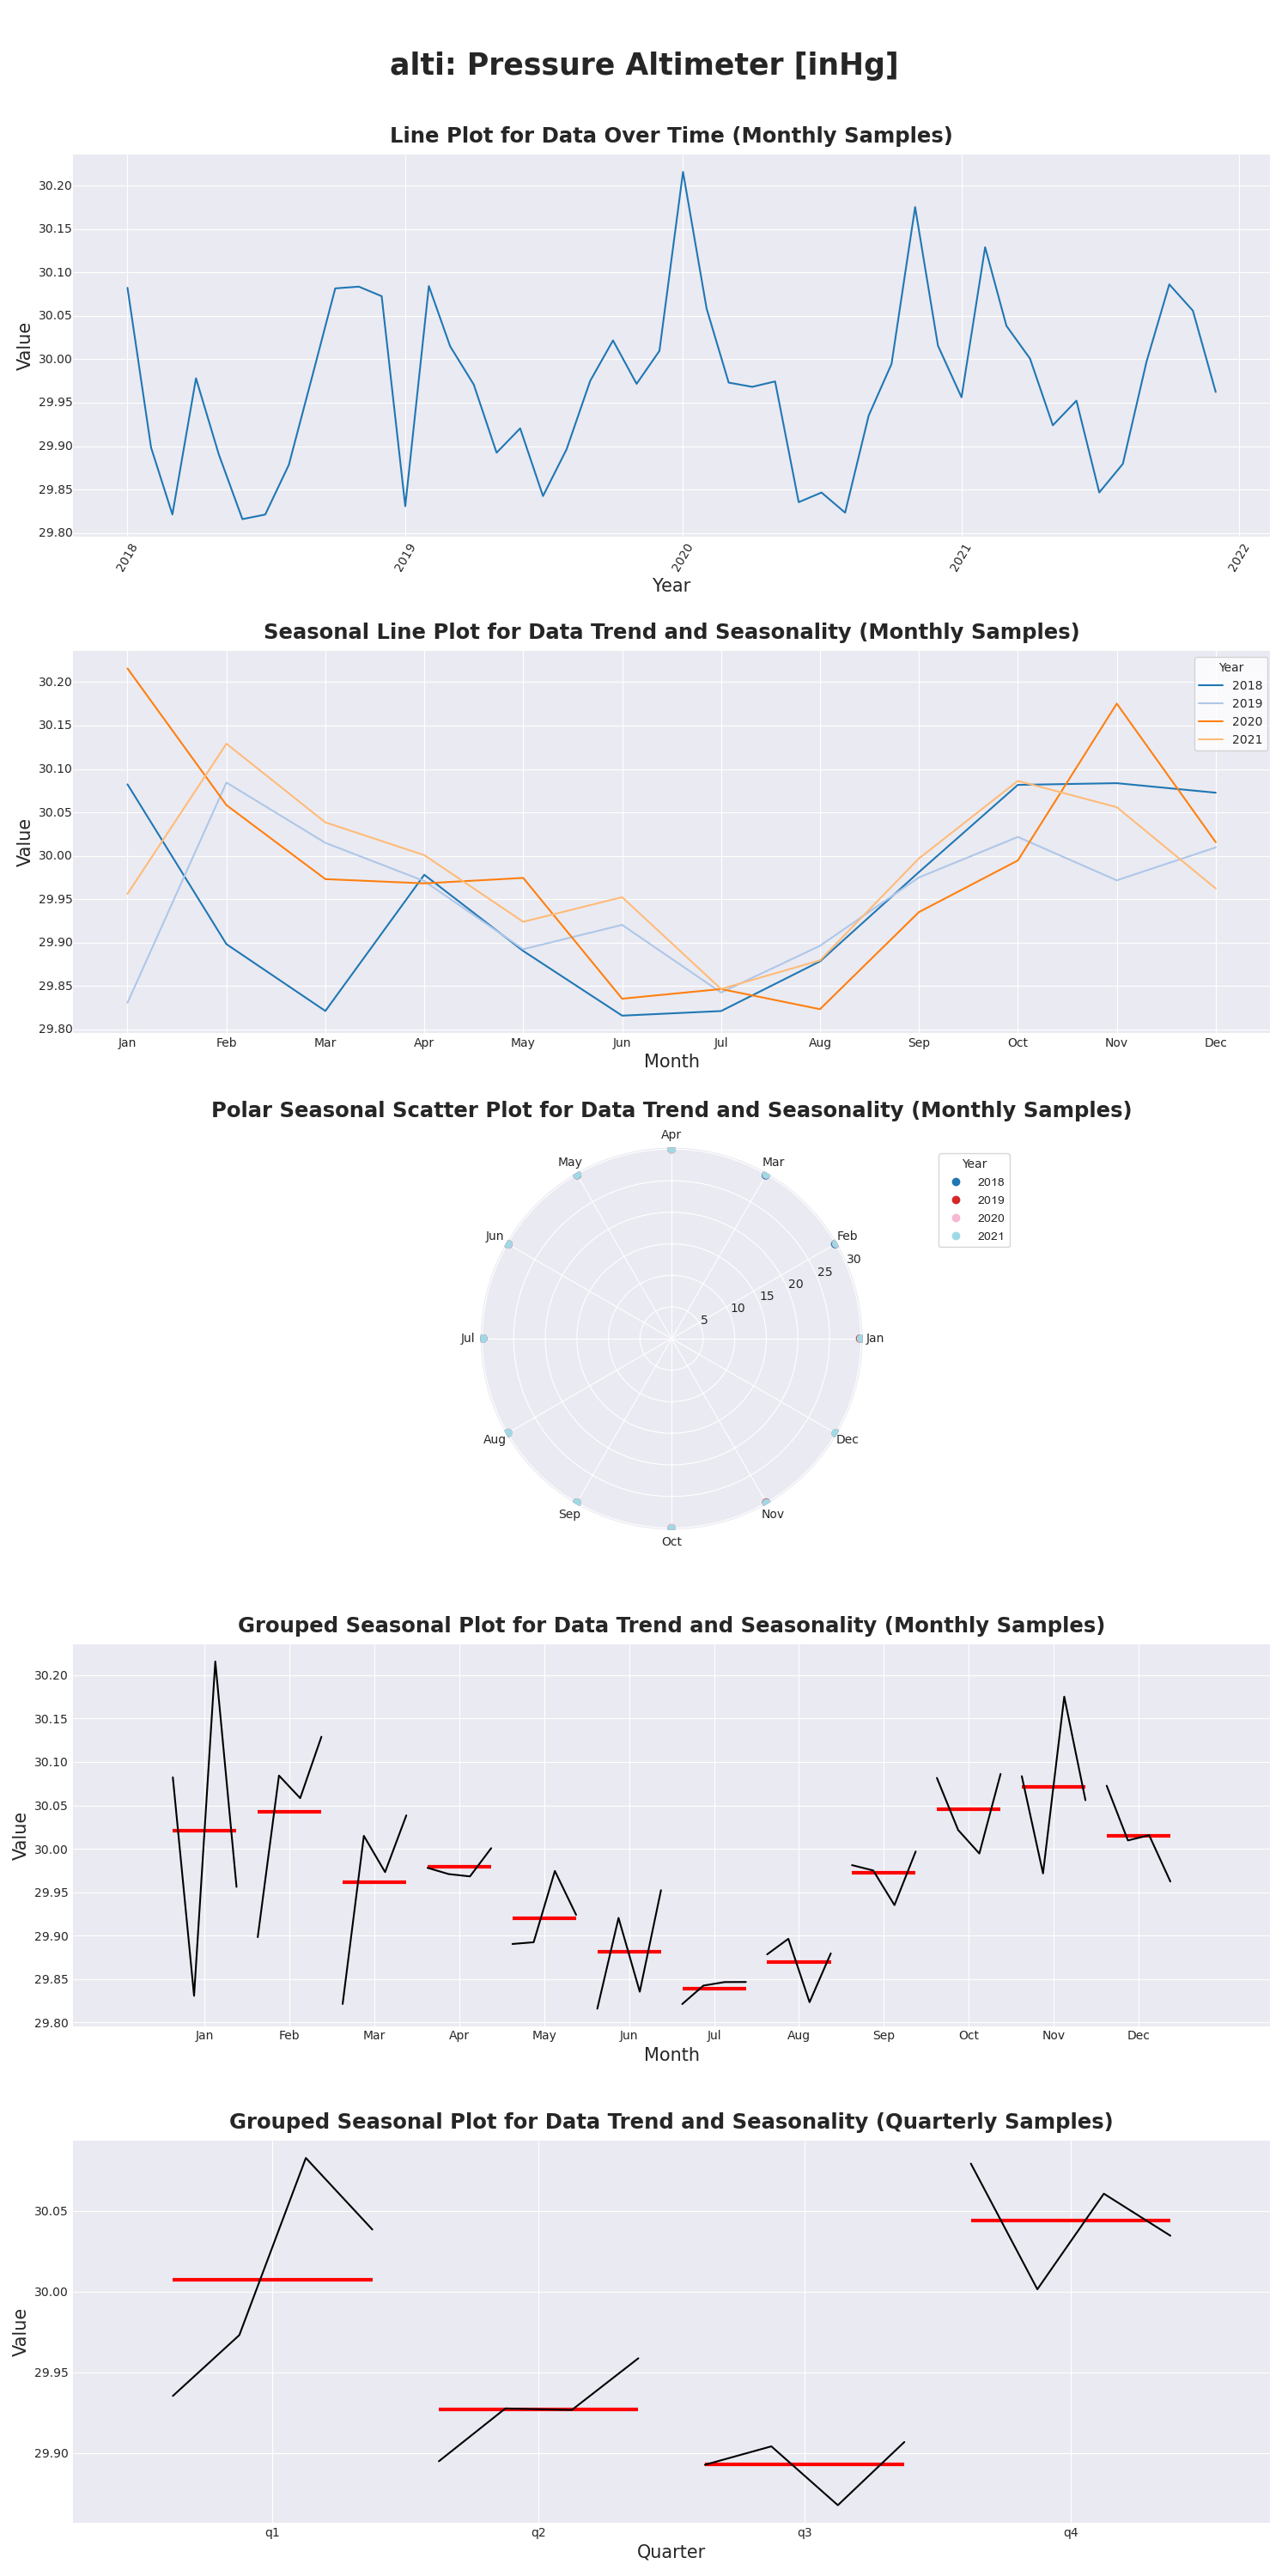 alti: Pressure Altimeter [inHg]
Line Plot for Data Over Time (Monthly Samples)
30.20
30.15
30.10
30.05
30.00
29.95
29.90
29.85
29.80
Value
2018
2019
2020
2021
2022
Year
Seasonal Line Plot for Data Trend and Seasonality (Monthly Samples)
Year
2018
2019
2020
2021
30.20
30.15
30.10
30.05
30.00
29.95
29.90
29.85
29.80
Value
Jan Feb Mar Apr May Jun Jul Aug Sep Oct Nov Dec
Month
Polar Seasonal Scatter Plot for Data Trend and Seasonality (Monthly Samples)
Apr
May
Mar
Jun
Feb
Jul
Jan
Aug
Dec
Sep
Nov
Oct
30
25
20
15
10
5
Year
2018
2019
2020
2021
Grouped Seasonal Plot for Data Trend and Seasonality (Monthly Samples)
30.20
30.15
30.10
30.05
30.00
29.95
29.90
29.85
29.80
Value
Jan Feb Mar Apr May Jun Jul Aug Sep Oct Nov Dec
Month
Grouped Seasonal Plot for Data Trend and Seasonality (Quarterly Samples)
30.05
30.00
29.95
29.90
Value
q1 q2 q3 q4
Quarter